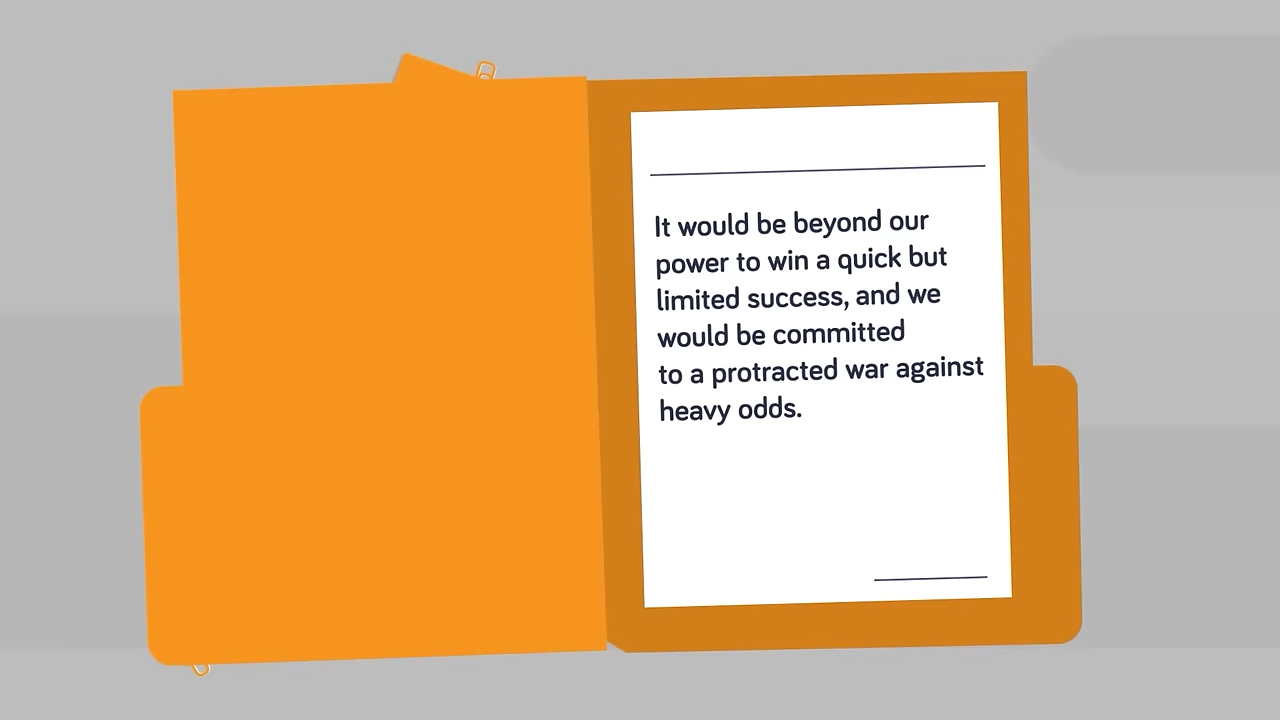 It would be beyond our
power to win a quick but
limited success, and we
would be committed
to a protracted war against
heavy odds.